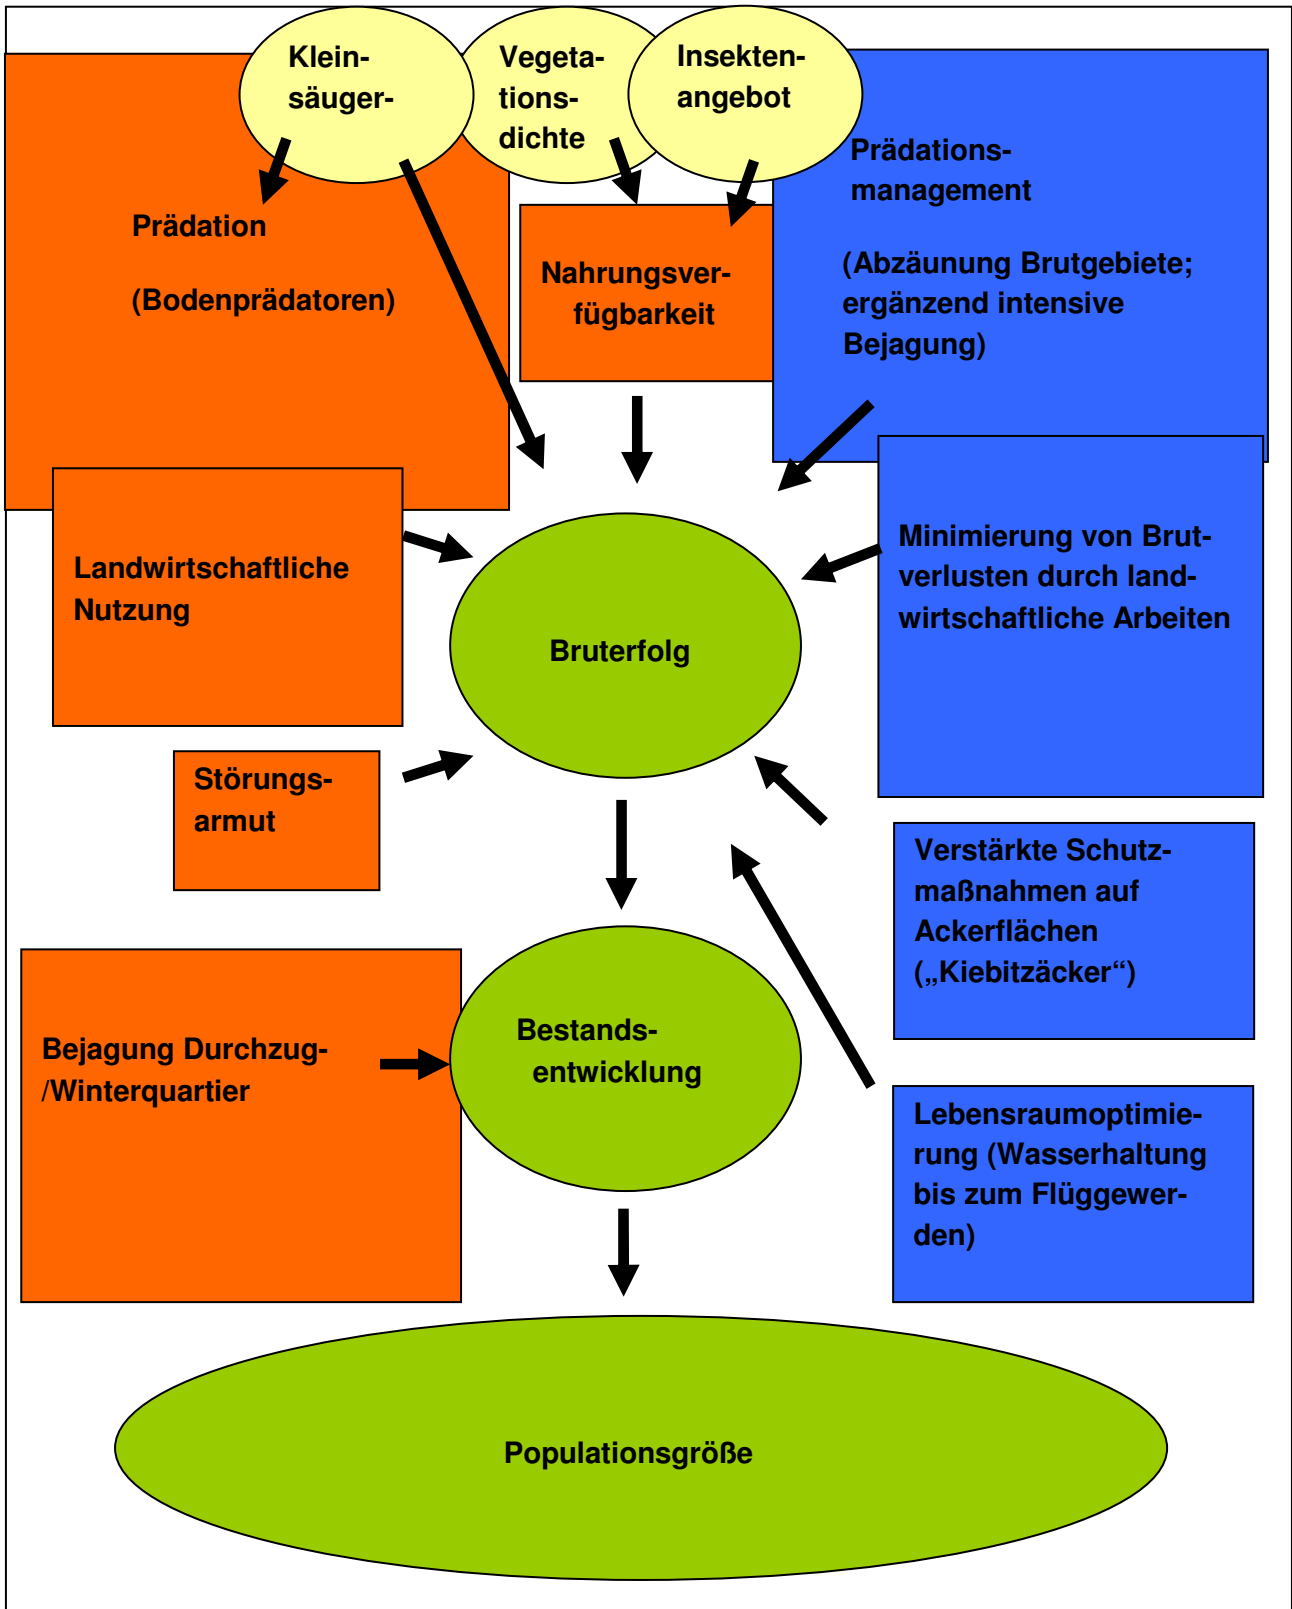 Klein-
säuger-
Vegeta-
tions-
dichte
Insekten-
angebot
Prädation
(Bodenprädatoren)
Nahrungsver-
fügbarkeit
Prädations-
management
(Abzäunung Brutgebiete;
ergänzend intensive
Bejagung)
Landwirtschaftliche
Nutzung
Bruterfolg
Minimierung von Brut-
verlusten durch land-
wirtschaftliche Arbeiten
Störungs-
armut
Verstärkte Schutz-
maßnahmen auf
Ackerflächen
(„Kiebitzäcker“)
Bejagung Durchzug-
/Winterquartier
Bestands-
entwicklung
Lebensraumoptimie-
rung (Wasserhaltung
bis zum Flüggewer-
den)
Populationsgröße